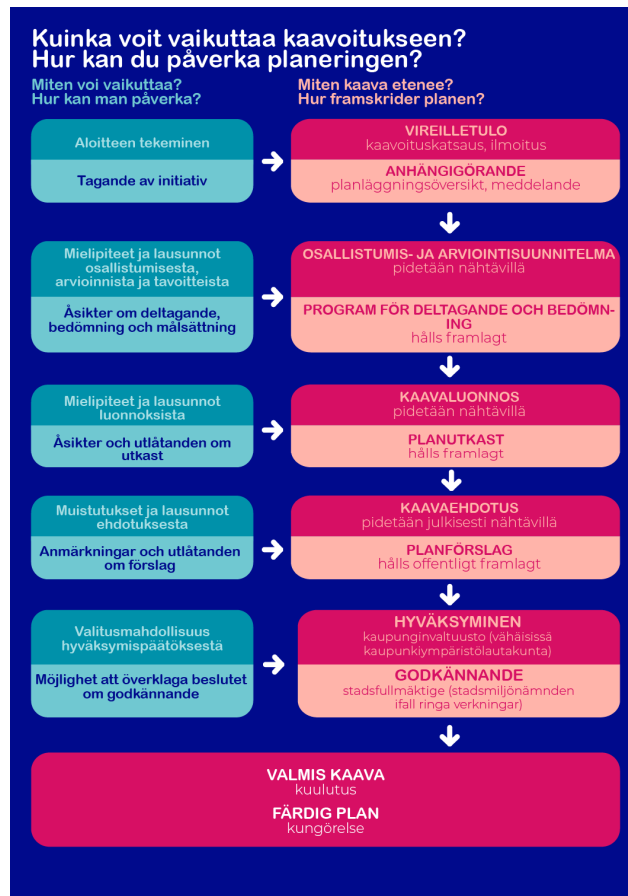 Kuinka voit vaikuttaa kaavoitukseen?
Hur kan du påverka planeringen?
Miten voi vaikuttaa?
Hur kan man påverka?
Miten kaava etenee?
Hur framskrider planen?
Aloitteen tekeminen
Tagande av initiativ
VIREILLETULO
kaavoituskatsaus, ilmoitus
ANHÄNGIGÖRANDE
planläggningsöversikt, meddelande
Mielipiteet ja lausunnot
osallistumisesta,
arvioinnista ja tavoitteista
Åsikter om deltagande,
bedömning och målsättning
OSALLISTUMIS- JA ARVIOINTISUUNNITELMA
pidetään nähtävillä
PROGRAM FÖR DELTAGANDE OCH BEDÖMN-
ING
hålls framlagt
Mielipiteet ja lausunnot
luonnoksista
Åsikter och utlåtanden om
utkast
KAAVALUONNOS
pidetään nähtävillä
PLANUTKAST
hålls framlagt
Muistutukset ja lausunnot
ehdotuksesta
Anmärkningar och utlåtanden
om förslag
KAAVAEHDOTUS
pidetään julkisesti nähtävillä
PLANFÖRSLAG
hålls offentligt framlagt
Valitusmahdollisuus
hyväksymispäätöksestä
Möjlighet att överklaga beslutet
om godkännande
HYVÄKSYMINEN
kaupunginvaltuusto (vähäisissä
kaupunkiympäristölautakunta)
GODKÄNNANDE
stadsfullmäktige (stadsmiljönämnden
ifall ringa verkningar)
VALMIS KAAVA
kuulutus
FÄRDIG PLAN
kungörelse